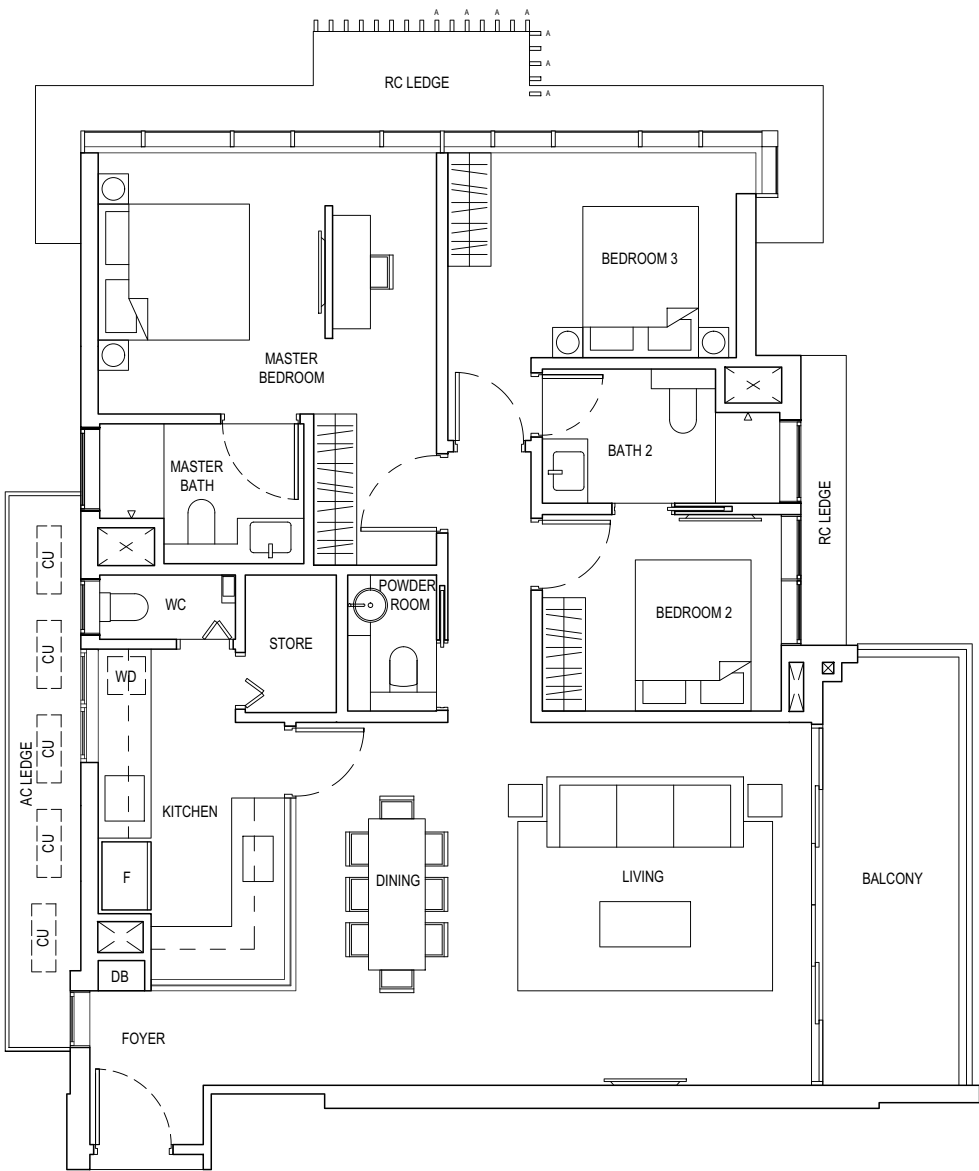 A A A A
A
A
A
RC LEDGE
BEDROOM 3
MASTER
BEDROOM
BATH 2
MASTER
BATH
RC LEDGE
CU
POWDER
ROOM
WC
BEDROOM 2
STORE
CU
WD
CU
AC LEDGE
KITCHEN
CU
F
DINING
LIVING
BALCONY
CU
DB
FOYER